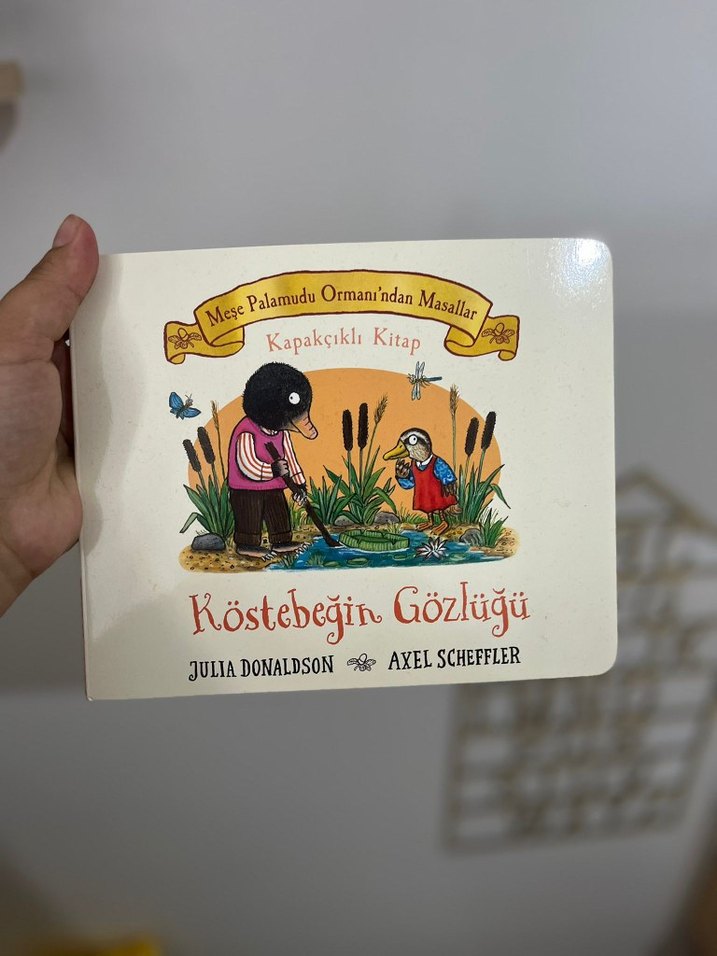 Meşe Palamudu Ormanı'ndan Masallar
Kapakçıklı Kitap
Köstebeğin Gözlüğü
JULIA DONALDSON AXEL SCHEFFLER